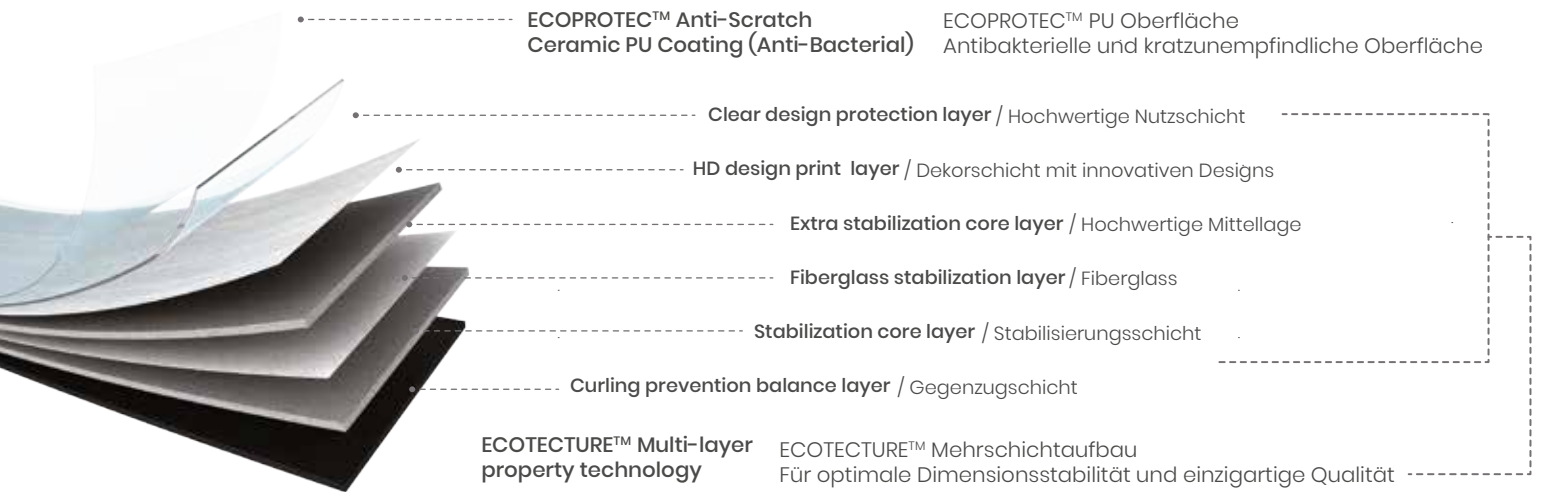 ECOPROTEC™ Anti-Scratch
Ceramic PU Coating (Anti-Bacterial)
ECOPROTEC™ PU Oberfläche
Antibakterielle und kratzunempfindliche Oberfläche
Clear design protection layer / Hochwertige Nutzschicht
HD design print layer / Dekorschicht mit innovativen Designs
Extra stabilization core layer / Hochwertige Mittellage
Fiberglass stabilization layer / Fiberglass
Stabilization core layer / Stabilisierungsschicht
Curling prevention balance layer / Gegenzugschicht
ECOTECTURE™ Multi-layer
property technology
ECOTECTURE™ Mehrschichtaufbau
Für optimale Dimensionsstabilität und einzigartige Qualität